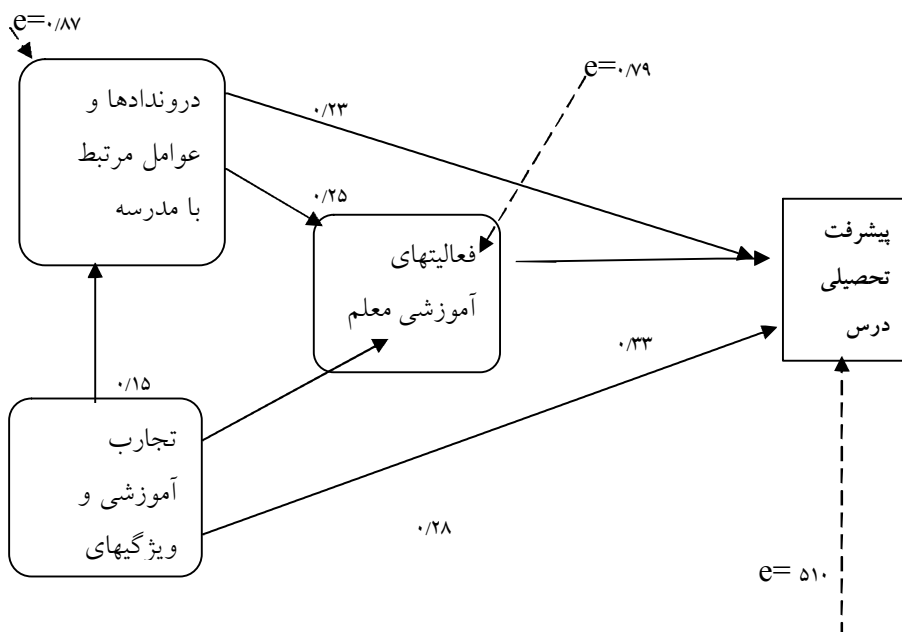 e=۰/۸۷
e=۰/۷۹
دروندادها و
عوامل مرتبط
با مدرسه
۰/۲۳
۰/۲۵
فعالیتهای
آموزشی معلم
پیشرفت
تحصیلی
درس
۰/۳۳
۰/۱۵
تجارب
آموزشی و
ویژگیهای
۰/۲۸
e= ۵۱۰